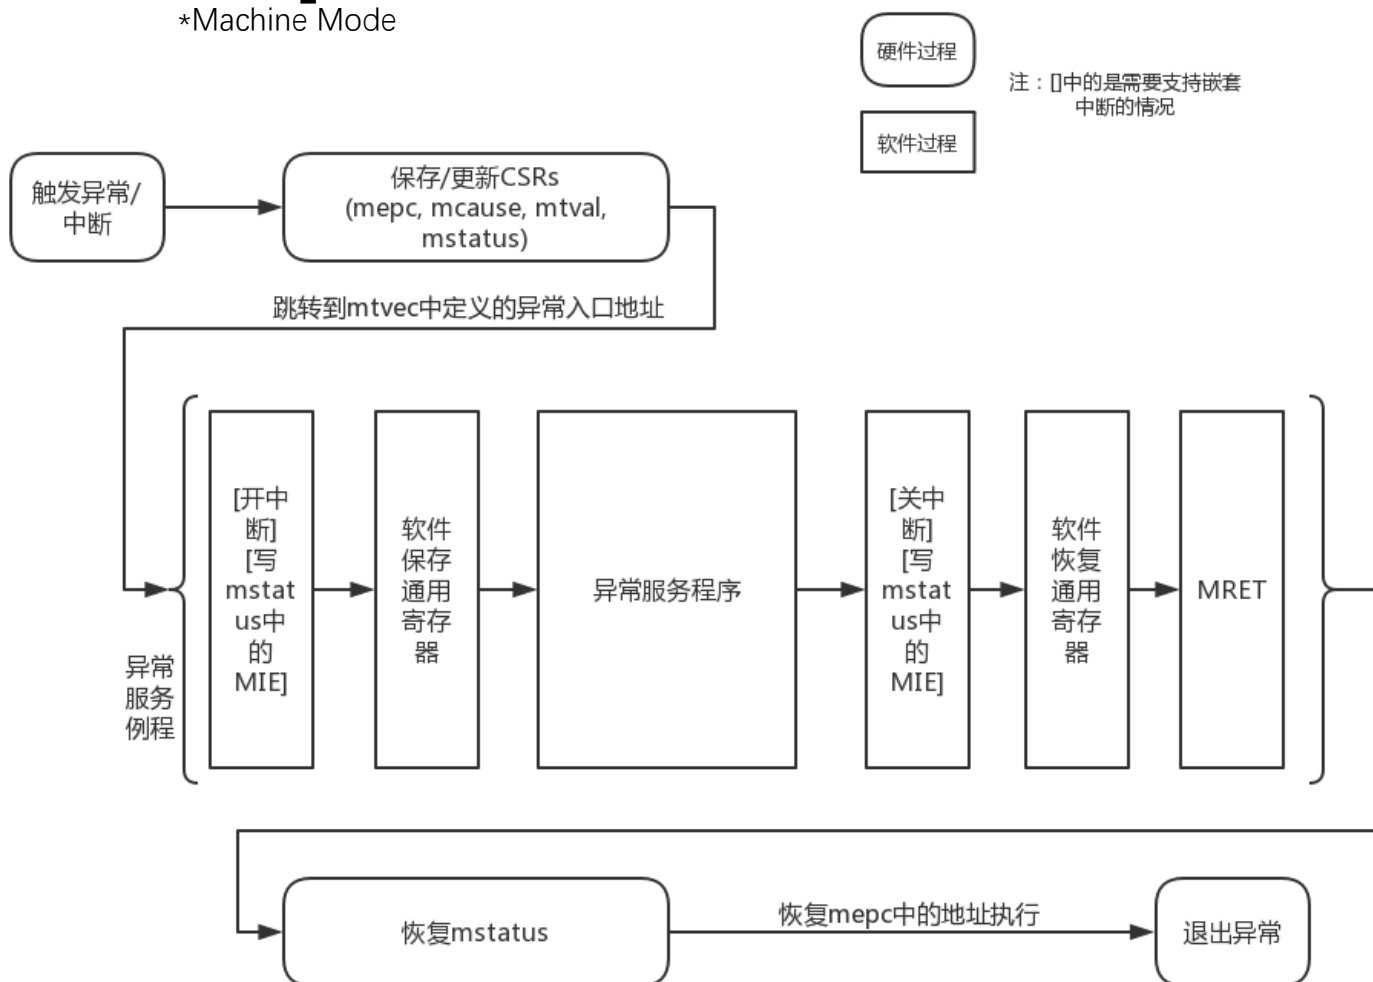 *Machine Mode
硬件过程
注：[]中的是需要支持嵌套
中断的情况
软件过程
触发异常/
中断
保存/更新CSRs
(mepc, mcause, mtval,
mstatus)
跳转到mtvec中定义的异常入口地址
[开中
断]
[写
mstat
us中
的
MIE]
软件
保存
通用
寄存
器
异常服务程序
[关中
断]
[写
mstat
us中
的
MIE]
软件
恢复
通用
寄存
器
MRET
异常
服务
例程
恢复mstatus
恢复mepc中的地址执行
退出异常